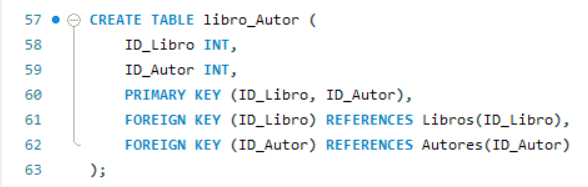 57 CREATE TABLE libro_Autor (
58 ID_Libro INT,
59 ID_Autor INT,
60 PRIMARY KEY (ID_Libro, ID_Autor),
61 FOREIGN KEY (ID_Libro) REFERENCES Libros(ID_Libro),
62 FOREIGN KEY (ID_Autor) REFERENCES Autores(ID_Autor)
63 );